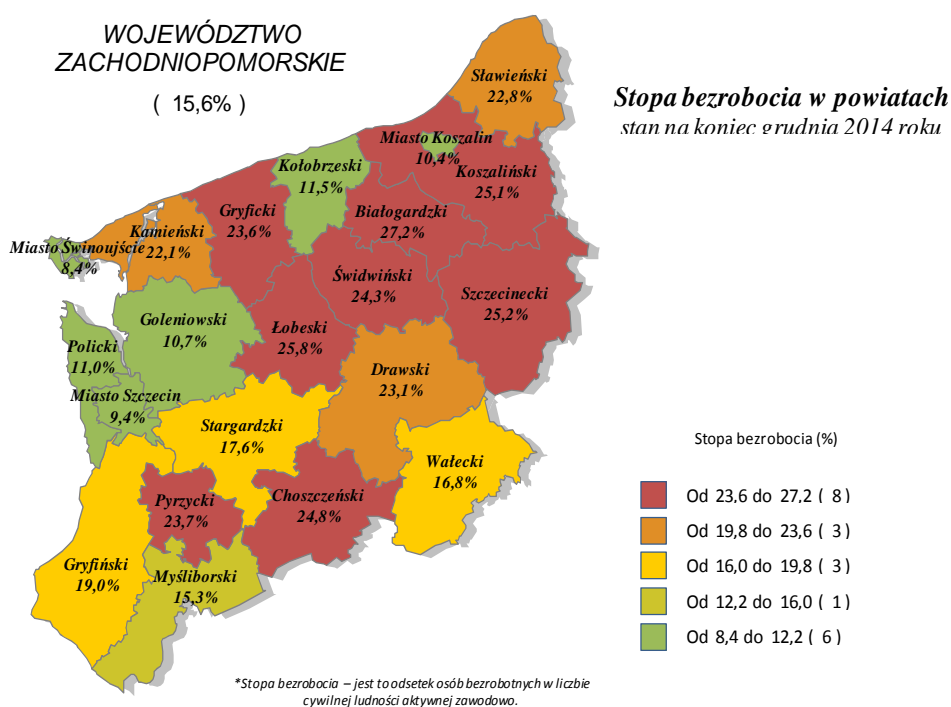 WOJEWÓDZTWO
ZACHODNIOPOMORSKIE
( 15,6% )
Stopa bezrobocia w powiatach
stan na koniec grudnia 2014 roku
Sławieński
22,8%
Miasto Koszalin
10,4%
Kołobrzeski
11,5%
Koszaliński
25,1%
Gryficki
23,6%
Białogardzki
27,2%
Kamieński
22,1%
Miasto Świnoujście
8,4%
Świdwiński
24,3%
Szczecinecki
25,2%
Goleniowski
10,7%
Łobeski
25,8%
Policki
11,0%
Drawski
23,1%
Miasto Szczecin
9,4%
Stargardzki
17,6%
Wałecki
16,8%
Pyrzycki
23,7%
Choszczeński
24,8%
Gryfiński
19,0%
Myśliborski
15,3%
Stopa bezrobocia (%)
Od 23,6 do 27,2 ( 8 )
Od 19,8 do 23,6 ( 3 )
Od 16,0 do 19,8 ( 3 )
Od 12,2 do 16,0 ( 1 )
Od 8,4 do 12,2 ( 6 )
*Stopa bezrobocia – jest to odsetek osób bezrobotnych w liczbie
cywilnej ludności aktywnej zawodowo.